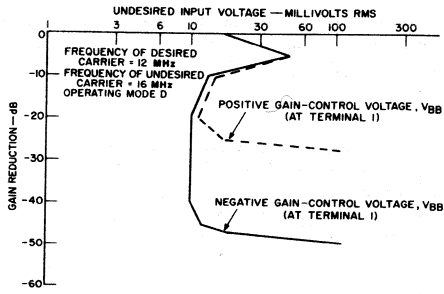 UNDESIRED INPUT VOLTAGE — MILLIVOLTS RMS
1 3 6 10 30 60 100 300
0
FREQUENCY OF DESIRED
CARRIER = 12 MHz
-10
FREQUENCY OF UNDESIRED
CARRIER = 16 MHz
OPERATING MODE D
POSITIVE GAIN-CONTROL VOLTAGE, VBB
(AT TERMINAL 1)
-20
-30
GAIN REDUCTION — dB
-40
NEGATIVE GAIN-CONTROL VOLTAGE, VBB
(AT TERMINAL 1)
-50
-60